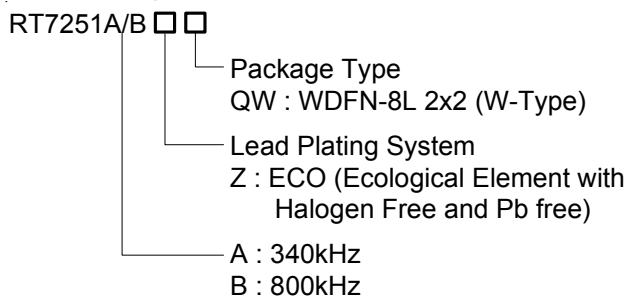 RT7251A/B
Package Type
QW : WDFN-8L 2x2 (W-Type)
Lead Plating System
Z : ECO (Ecological Element with
Halogen Free and Pb free)
A : 340kHz
B : 800kHz